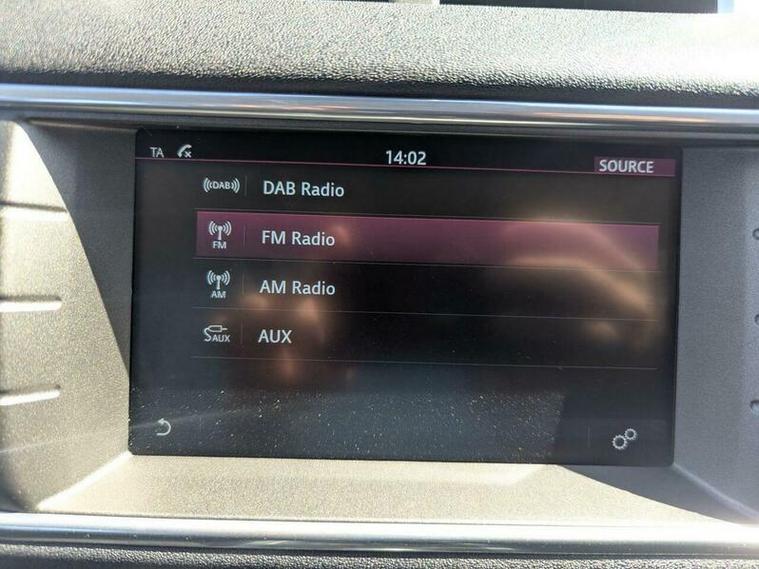 TA 14:02 SOURCE
DAB DAB Radio
FM Radio
FM
AM Radio
AM
AUX AUX